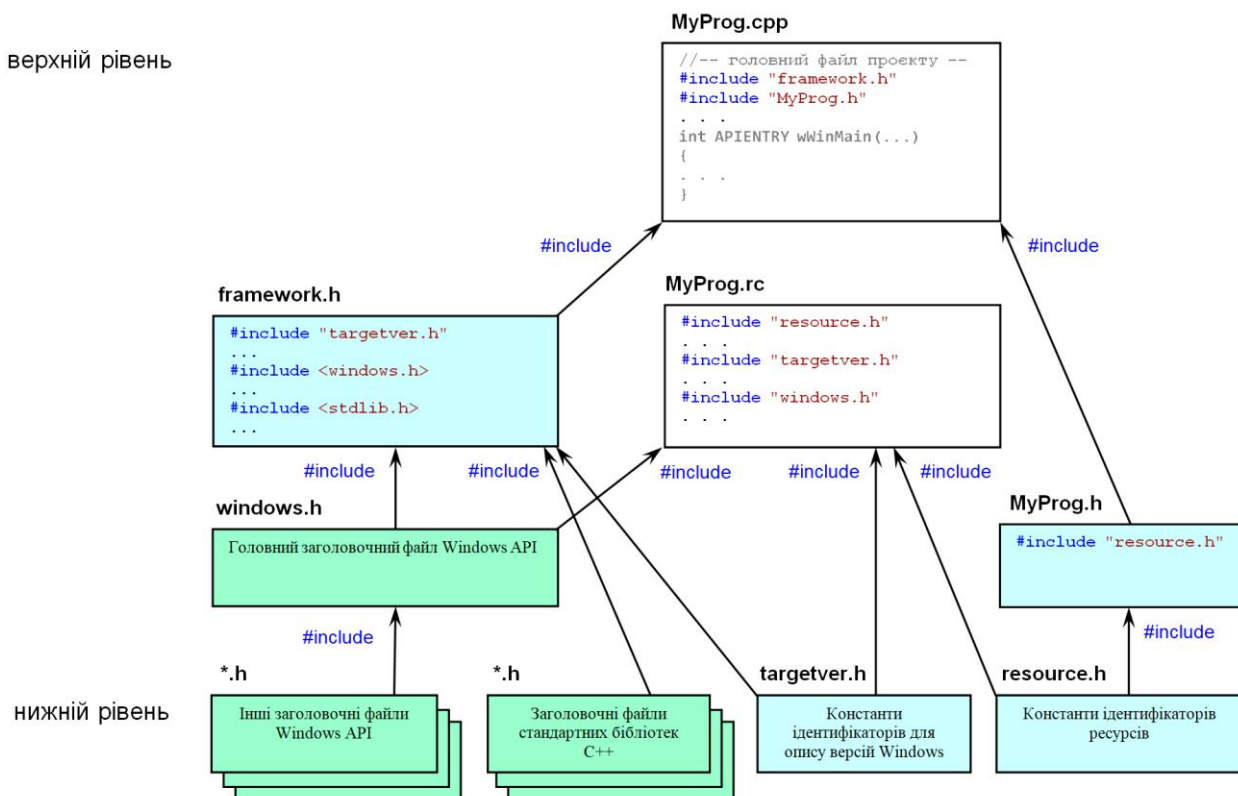 MyProg.cpp
верхній рівень
//-- головний файл проєкту --
#include "framework.h"
#include "MyProg.h"
. . .
int APIENTRY wWinMain(...)
{
. . .
}
#include
#include
framework.h
#include "targetver.h"
...
#include <windows.h>
...
#include <stdlib.h>
...
MyProg.rc
#include "resource.h"
. . .
#include "targetver.h"
. . .
#include "windows.h"
. . .
#include
#include
#include
#include
#include
windows.h
Головний заголовочний файл Windows API
MyProg.h
#include "resource.h"
#include
#include
нижній рівень
*.h
Інші заголовочні файли
Windows API
*.h
Заголовочні файли
стандартних бібліотек
C++
targetver.h
Константи
ідентифікаторів для
опису версій Windows
resource.h
Константи ідентифікаторів
ресурсів